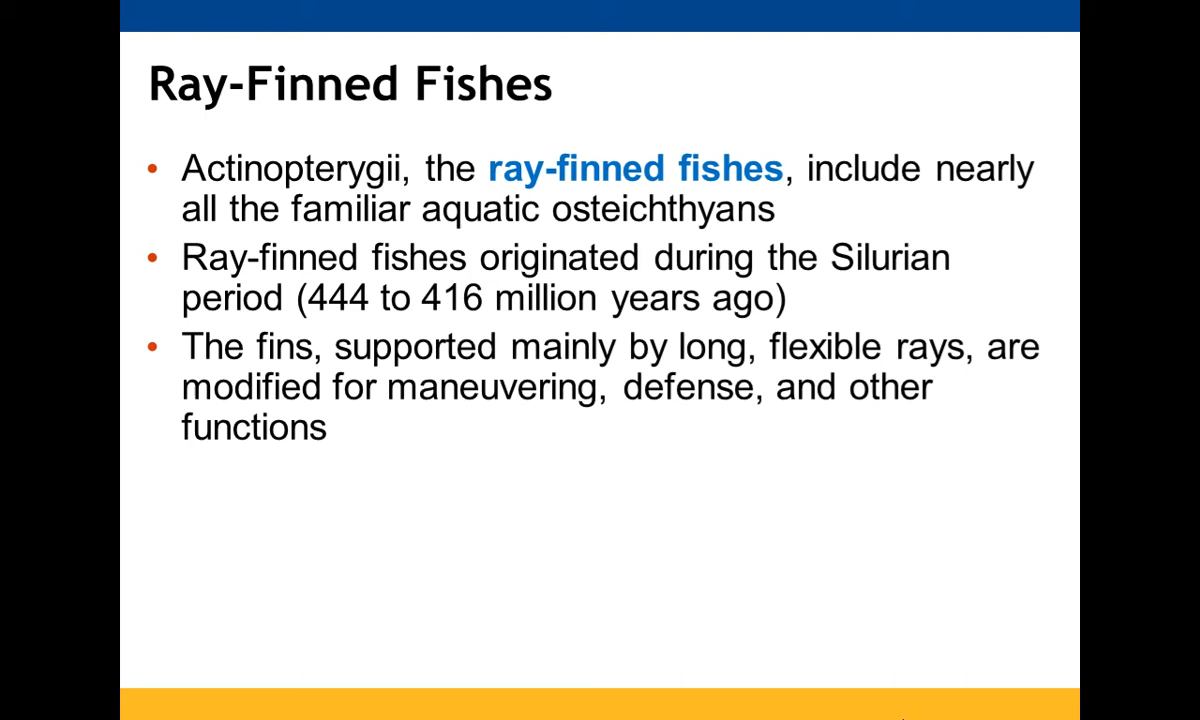 Ray-Finned Fishes
• Actinopterygii, the ray-finned fishes, include nearly
all the familiar aquatic osteichthyans
• Ray-finned fishes originated during the Silurian
period (444 to 416 million years ago)
• The fins, supported mainly by long, flexible rays, are
modified for maneuvering, defense, and other
functions